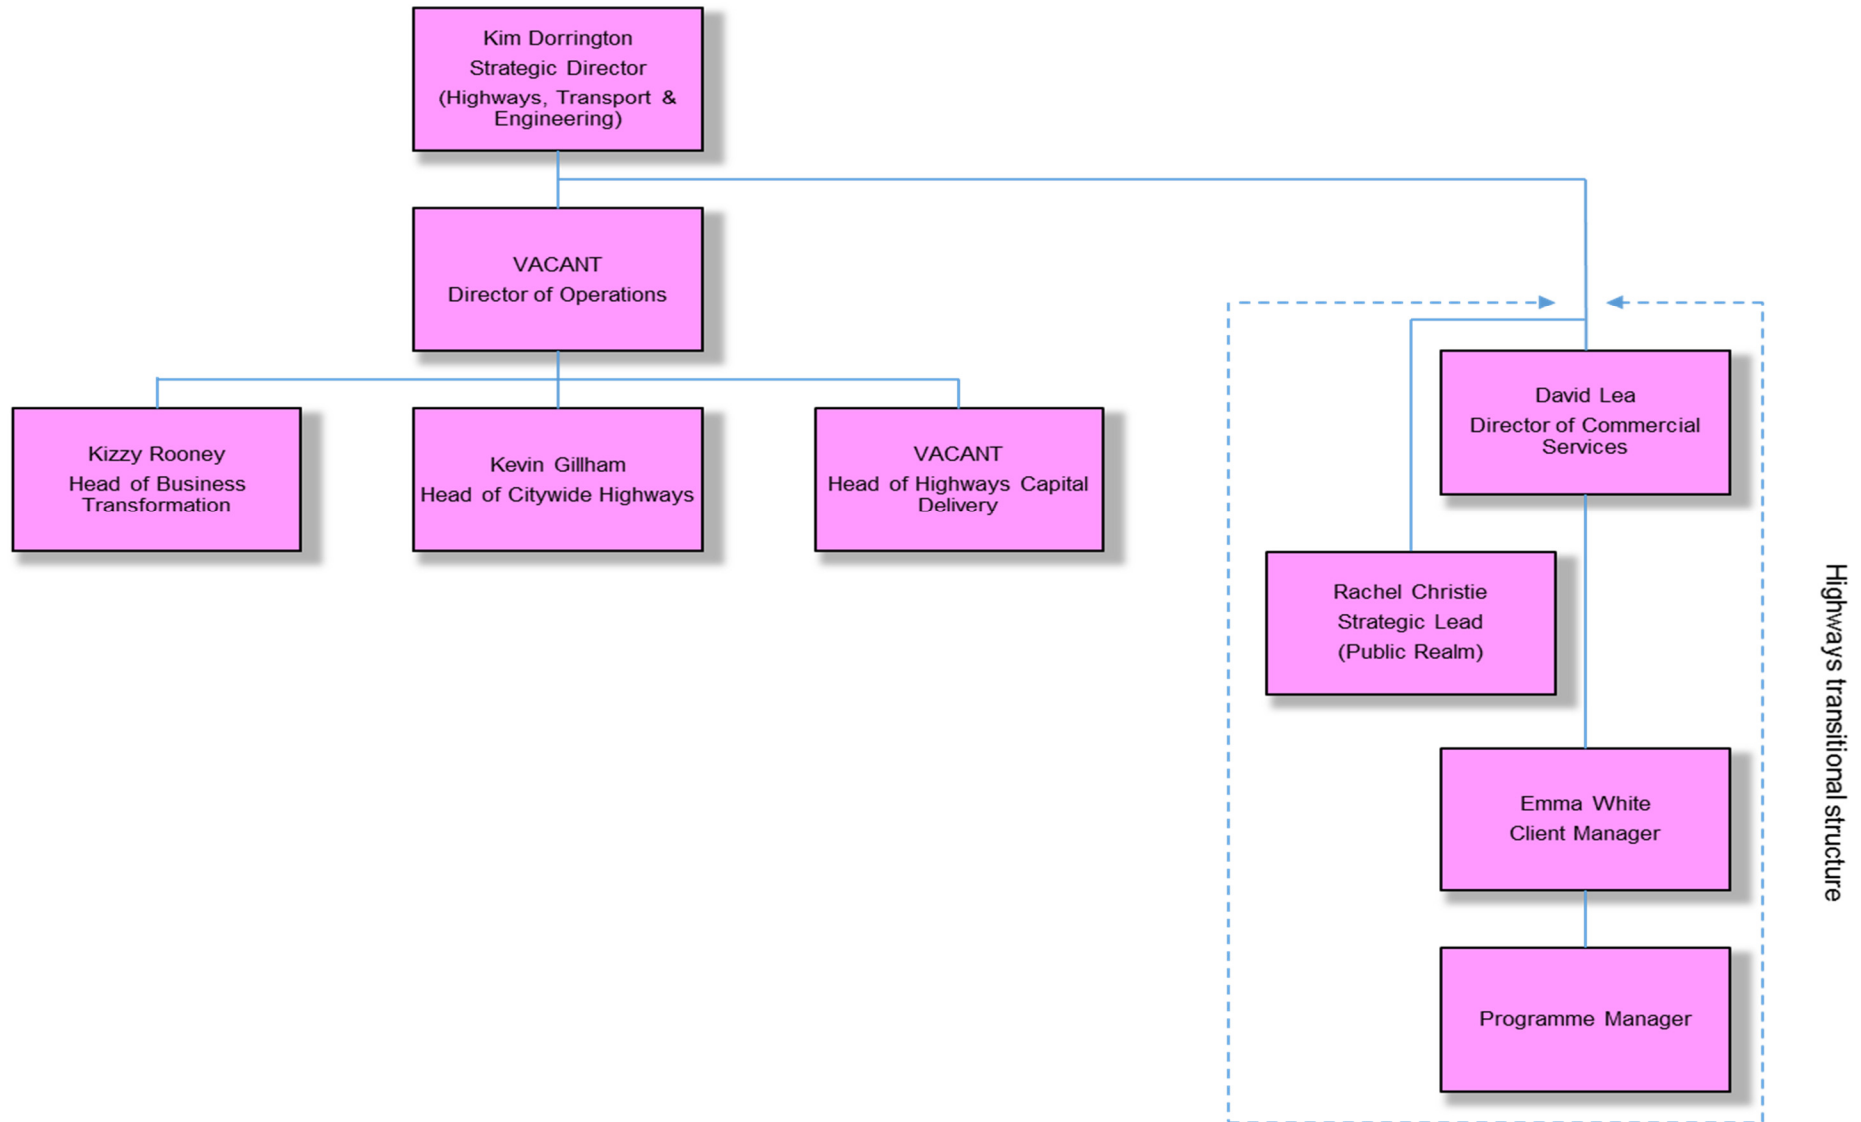 Kim Dorrington
Strategic Director
(Highways, Transport &
Engineering)
VACANT
Director of Operations
Kizzy Rooney
Head of Business
Transformation
Kevin Gillham
Head of Citywide Highways
VACANT
Head of Highways Capital
Delivery
David Lea
Director of Commercial
Services
Rachel Christie
Strategic Lead
(Public Realm)
Emma White
Client Manager
Programme Manager
Highways transitional structure